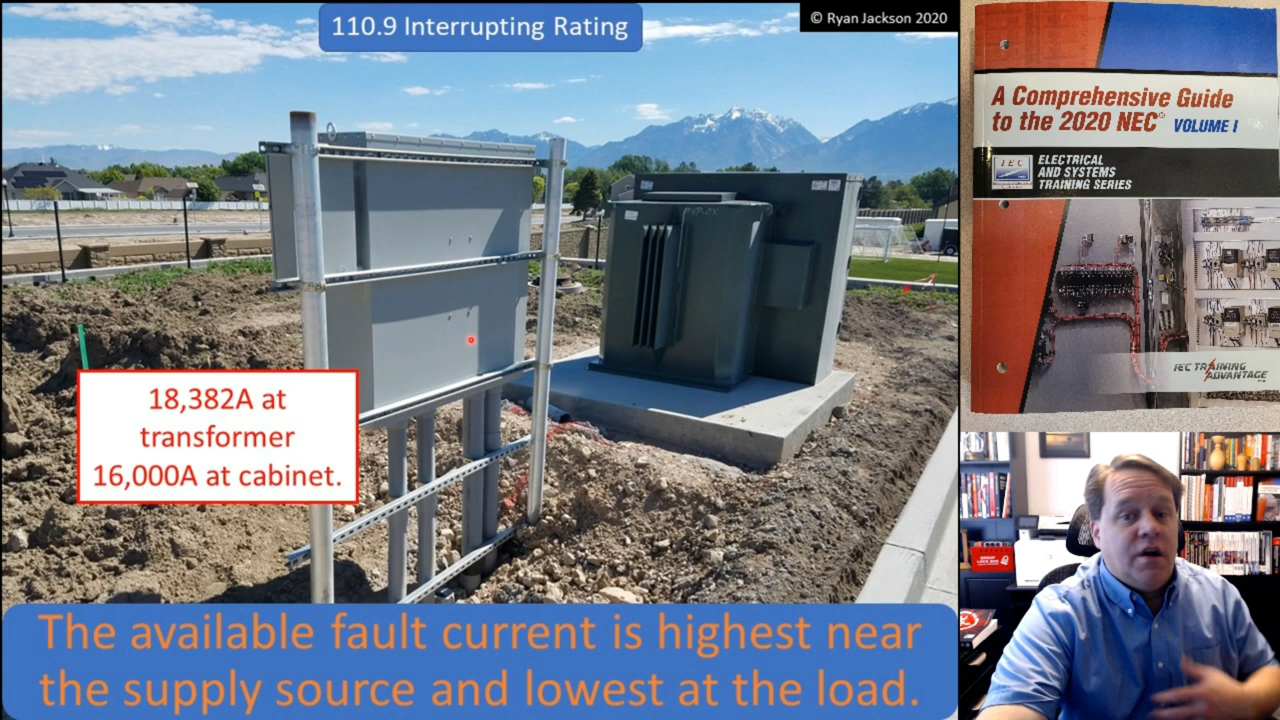 110.9 Interrupting Rating
© Ryan Jackson 2020
18,382A at
transformer
16,000A at cabinet.
The available fault current is highest near
the supply source and lowest at the load.
A Comprehensive Guide
to the 2020 NEC® VOLUME I
IEC
ELECTRICAL
AND SYSTEMS
TRAINING SERIES
IEC TRAINING
ADVANTAGE